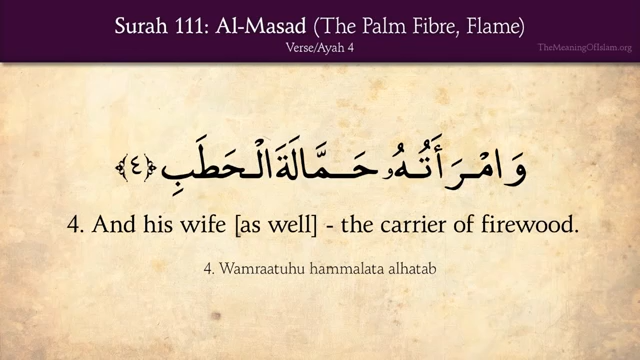 Surah 111: Al-Masad (The Palm Fibre, Flame)
Verse/Ayah 4
TheMeaningOfIslam.org
وَامْرَأَتُهُۥ حَمَّالَةَ الْحَطَبِ ﴿٤﴾
4. And his wife [as well] - the carrier of firewood.
4. Wamraatuhu hammalata alhatab